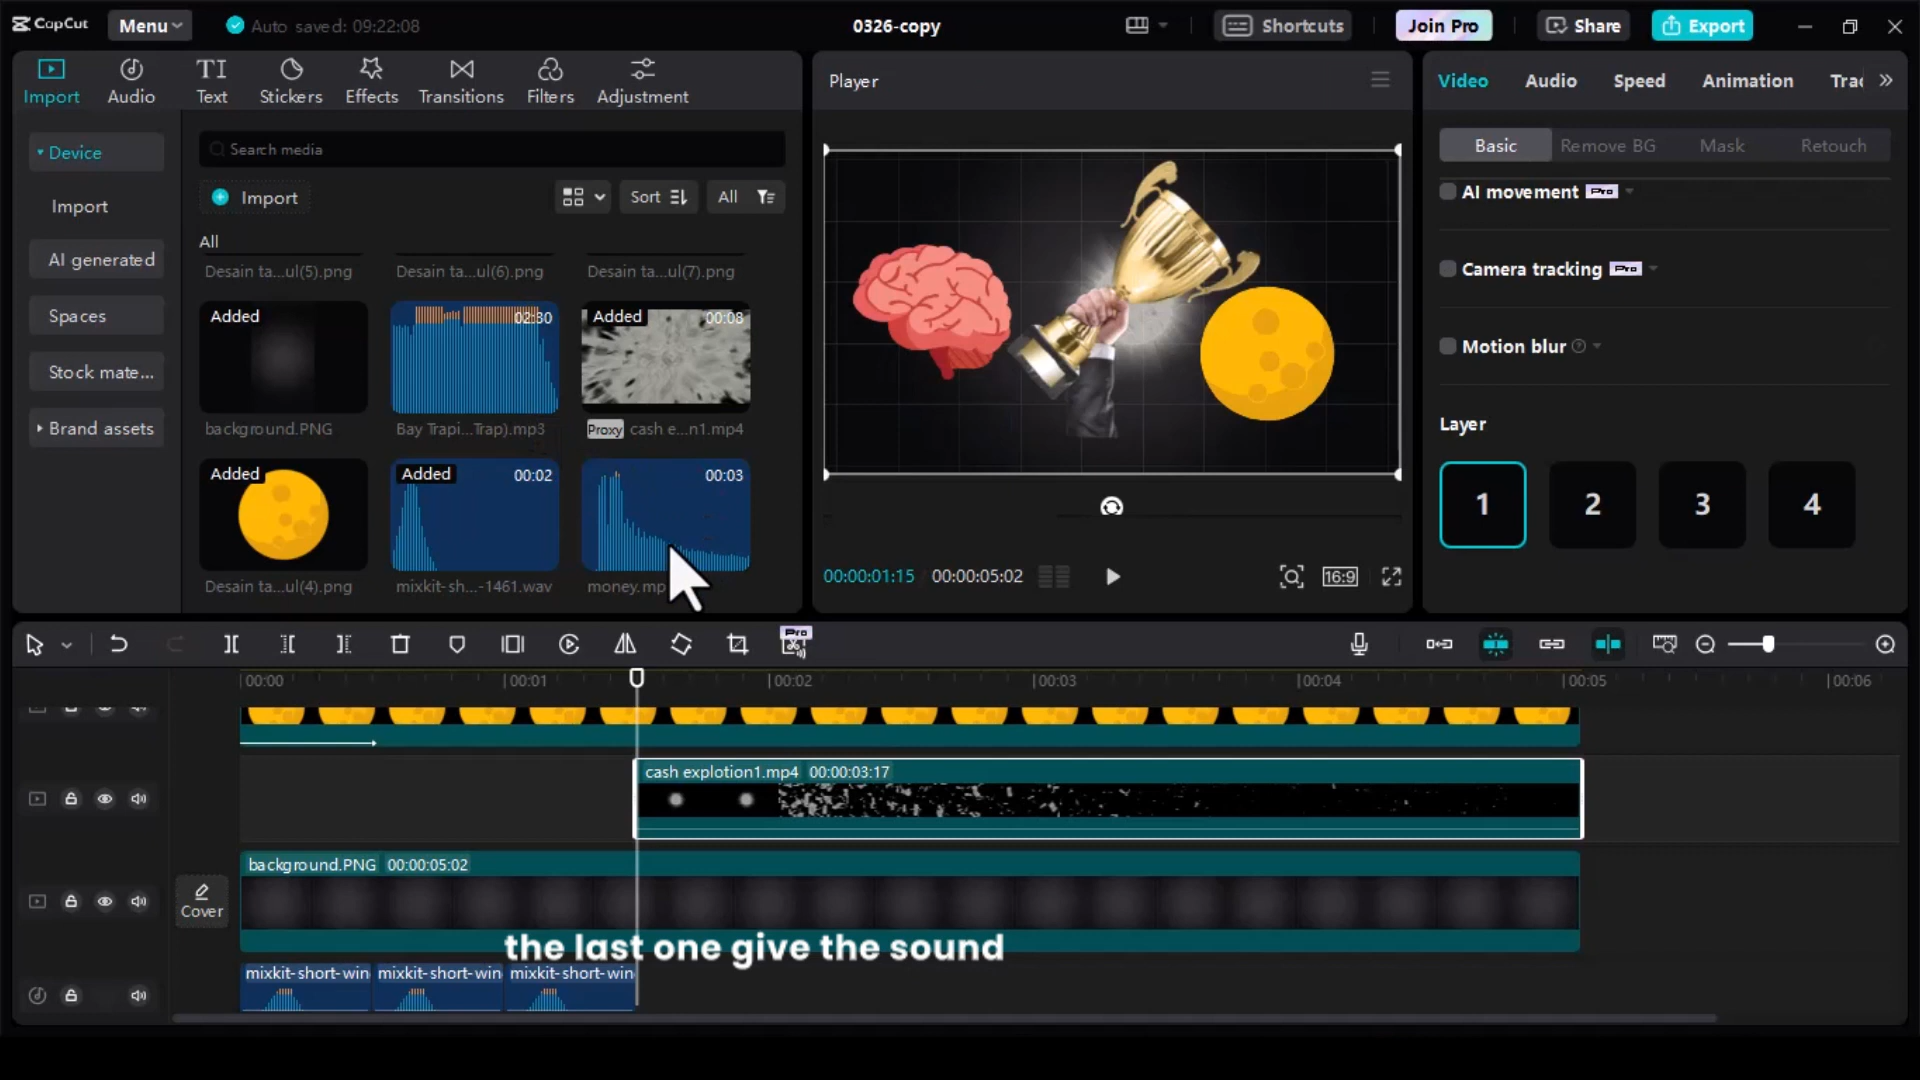 CapCut
Menu
Auto saved: 09:22:08
0326-copy
Shortcuts
Join Pro
Share
Export
Import
Audio
TI
Text
Stickers
Effects
Transitions
Filters
Adjustment
Player
Video
Audio
Speed
Animation
Trac
Device
Import
AI generated
Spaces
Stock mate...
Brand assets
Search media
Import
Sort
All
All
Desain ta...ul(5).png
Desain ta...ul(6).png
Desain ta...ul(7).png
Added
02:30
Added
00:08
background.PNG
Bay Trapi...Trap).mp3
Proxy
cash e...n1.mp4
Added
Added
00:02
00:03
Desain ta...ul(4).png
mixkit-sh...-1461.wav
money.mp
00:00:01:15
00:00:05:02
16:9
Basic
Remove BG
Mask
Retouch
AI movement
Pro
Camera tracking
Pro
Motion blur
Layer
1
2
3
4
Pro
00:00
00:01
00:02
00:03
00:04
00:05
00:06
cash explotion1.mp4 00:00:03:17
background.PNG 00:00:05:02
Cover
the last one give the sound
mixkit-short-win
mixkit-short-win
mixkit-short-win